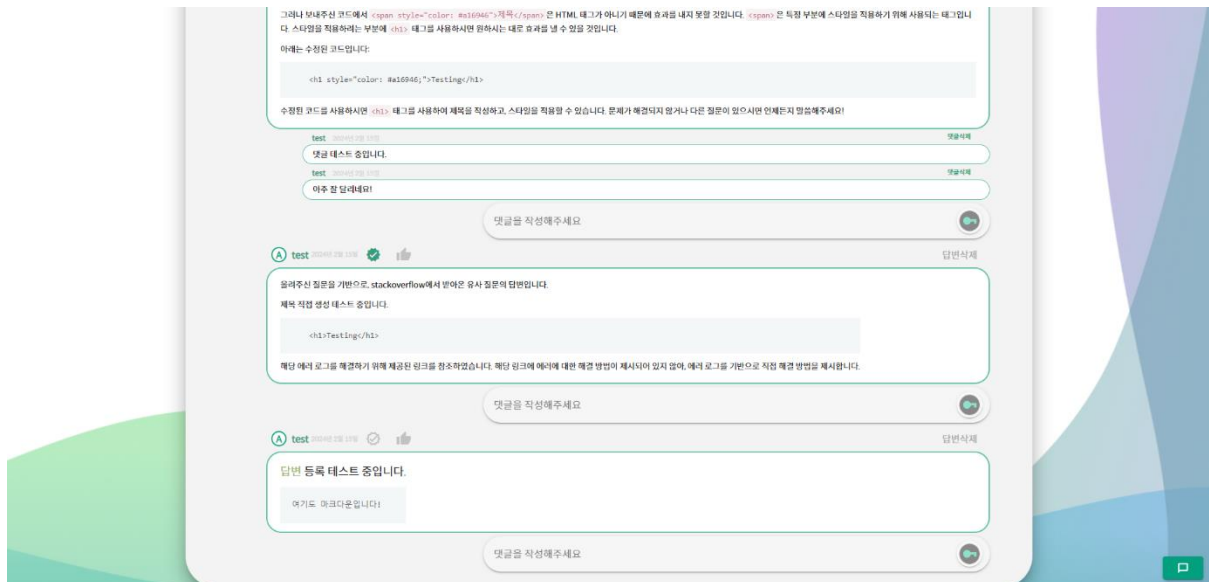 그러나 보내주신 코드에서 <span style="color: #a16946">제목</span> 은 HTML 태그가 아니기 때문에 효과를 내지 못할 것입니다. <span> 은 특정 부분에 스타일을 적용하기 위해 사용되는 태그입니
다. 스타일을 적용하려는 부분에 <h1> 태그를 사용하시면 원하시는 대로 효과를 낼 수 있을 것입니다.
아래는 수정된 코드입니다:
<h1 style="color: #a16946;">Testing</h1>
수정된 코드를 사용하시면 <h1> 태그를 사용하여 제목을 작성하고, 스타일을 적용할 수 있습니다. 문제가 해결되지 않거나 다른 질문이 있으시면 언제든지 말씀해주세요!
test 댓글삭제
댓글 테스트 중입니다.
test 댓글삭제
아주 잘 달리네요!
댓글을 작성해주세요
A test 답변삭제
올려주신 질문을 기반으로, stackoverflow에서 받아온 유사 질문의 답변입니다.
제목 직접 생성 테스트 중입니다.
<h1>Testing</h1>
해당 에러 로그를 해결하기 위해 제공된 링크를 참조하였습니다. 해당 링크에 에러에 대한 해결 방법이 제시되어 있지 않아, 에러 로그를 기반으로 직접 해결 방법을 제시합니다.
댓글을 작성해주세요
A test 답변삭제
답변 등록 테스트 중입니다.
여기도 마크다운입니다!
댓글을 작성해주세요